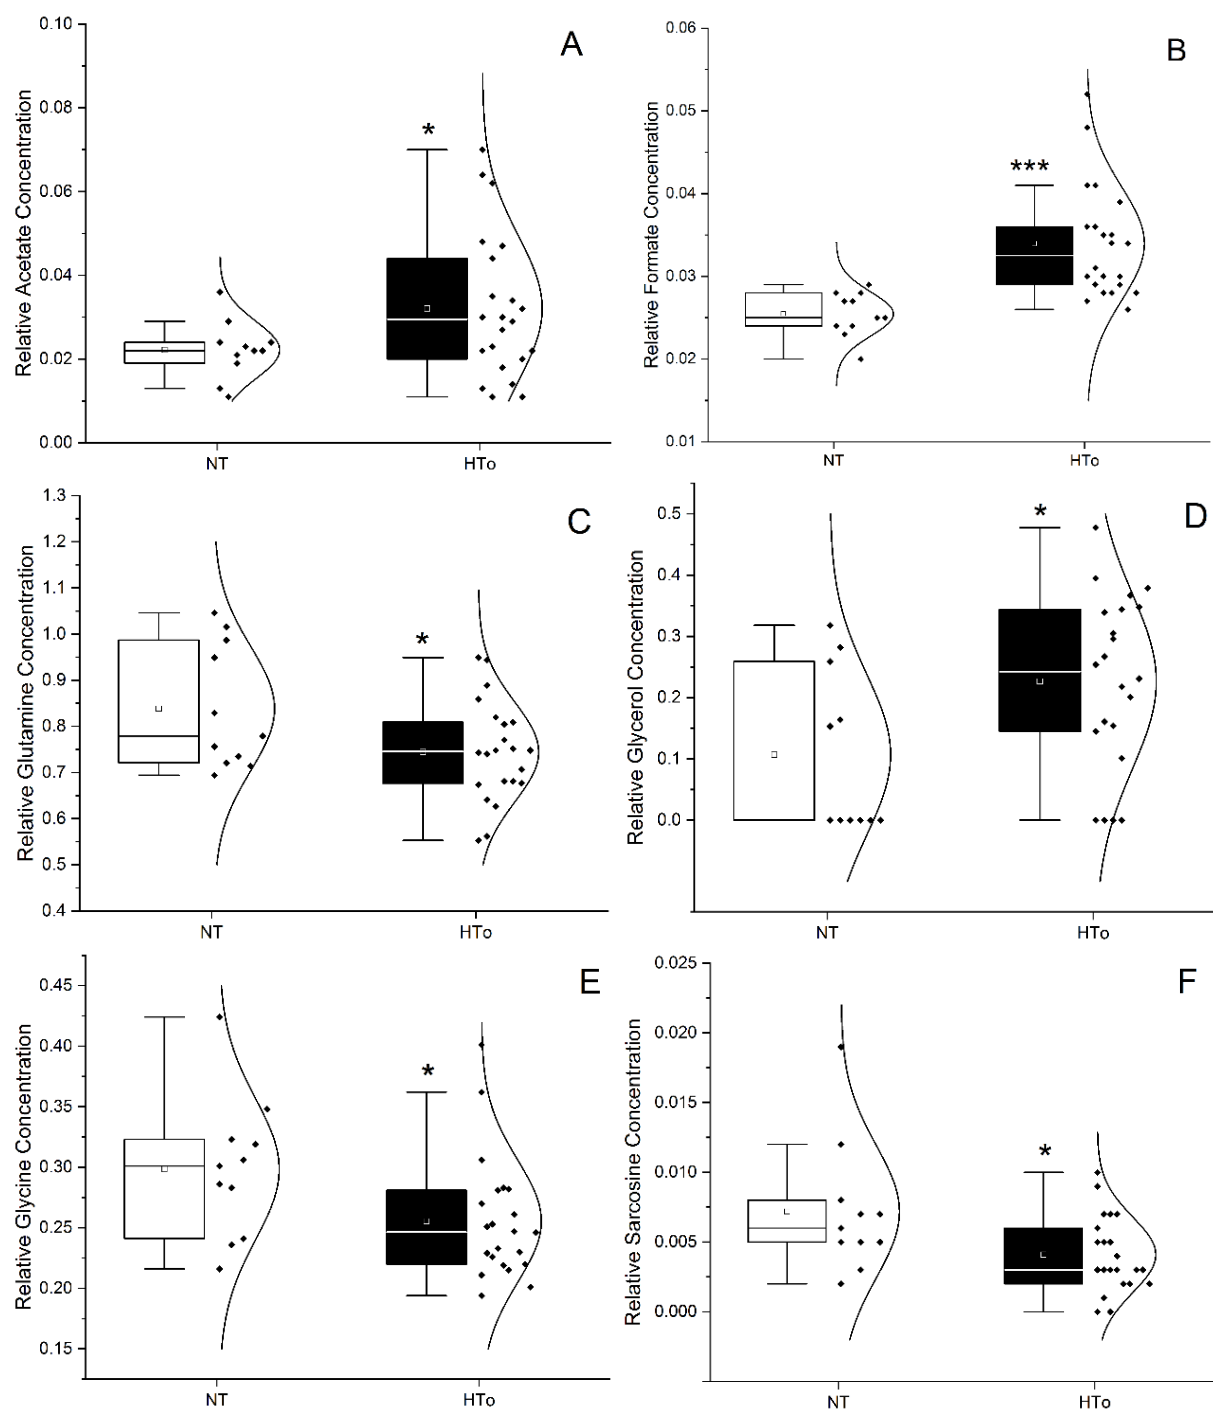 A
Relative Acetate Concentration
0.10
0.08
0.06
0.04
0.02
0.00
*
NT
HTo
B
Relative Formate Concentration
0.06
0.05
0.04
0.03
0.02
0.01
***
NT
HTo
C
Relative Glutamine Concentration
1.3
1.2
1.1
1.0
0.9
0.8
0.7
0.6
0.5
0.4
*
NT
HTo
D
Relative Glycerol Concentration
0.5
0.4
0.3
0.2
0.1
0.0
*
NT
HTo
E
Relative Glycine Concentration
0.45
0.40
0.35
0.30
0.25
0.20
0.15
*
NT
HTo
F
Relative Sarcosine Concentration
0.025
0.020
0.015
0.010
0.005
0.000
*
NT
HTo